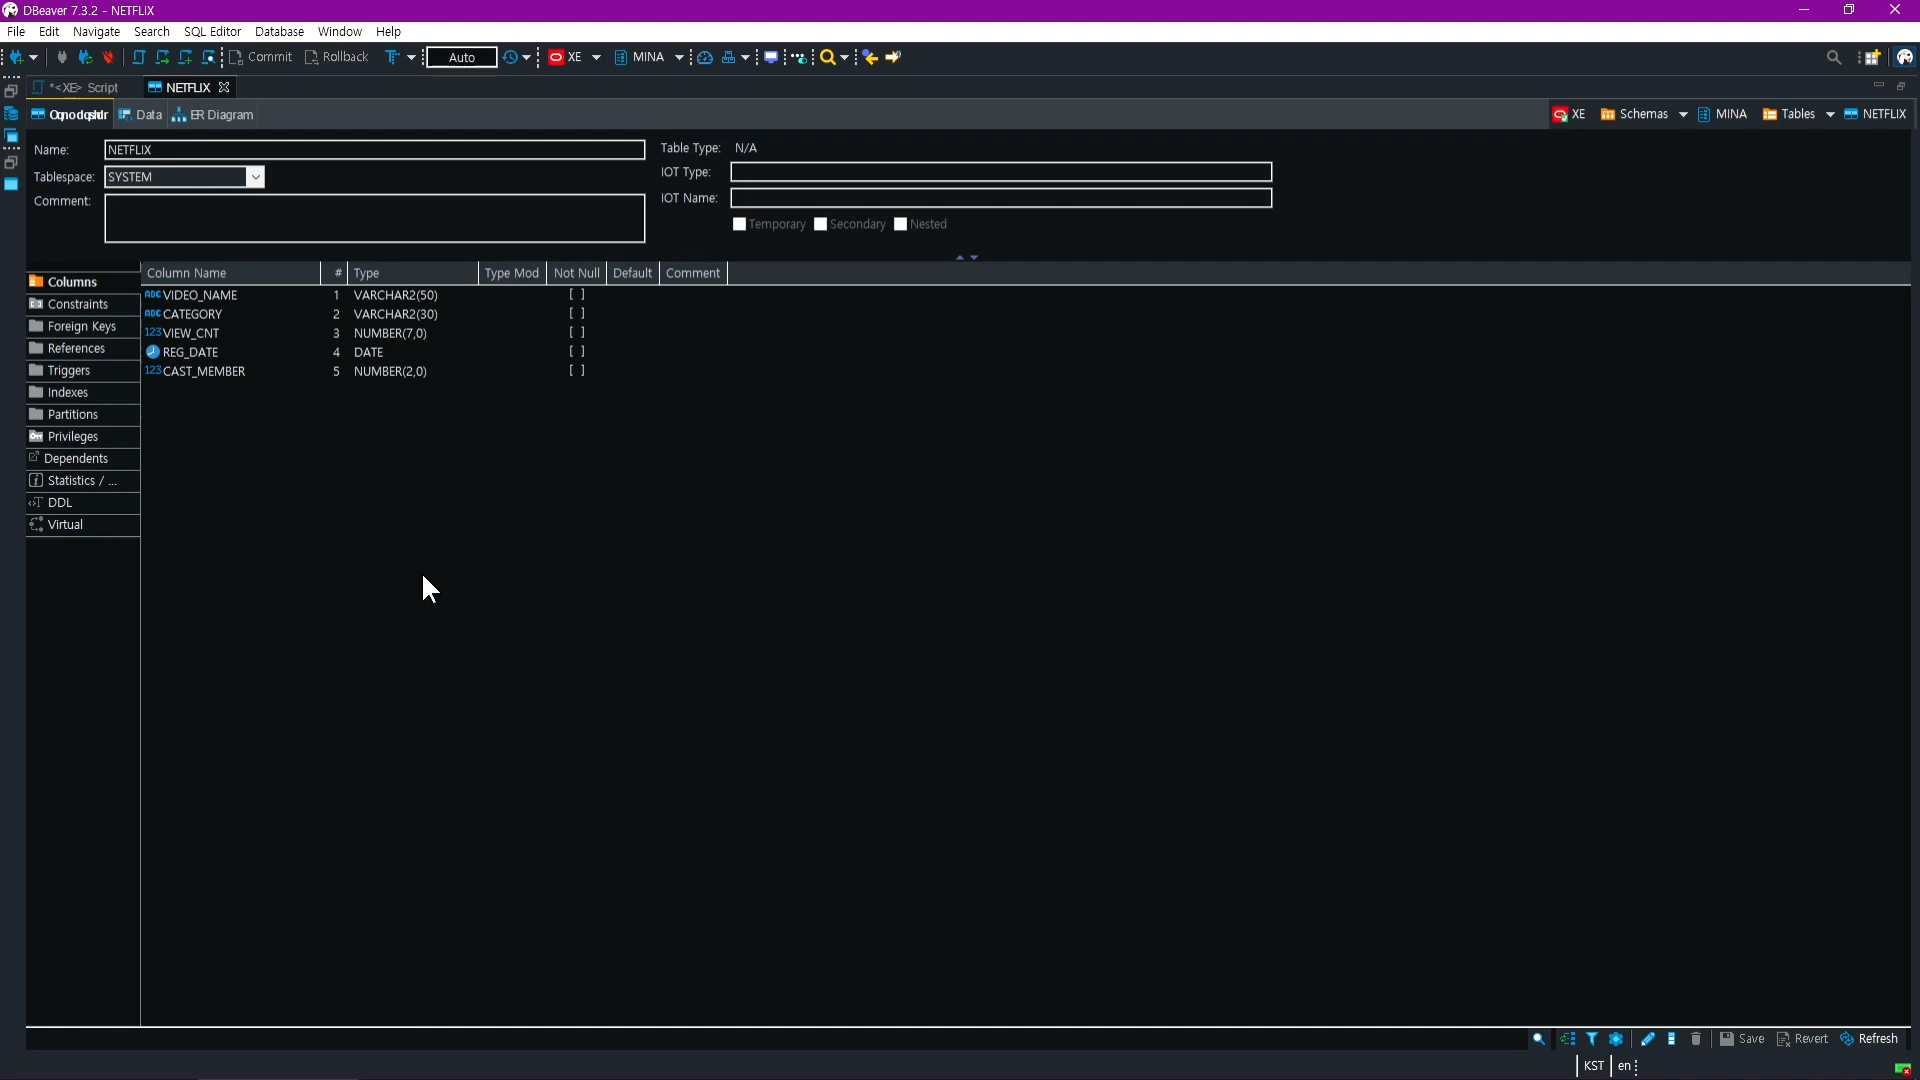 DBeaver 7.3.2 - NETFLIX
File Edit Navigate Search SQL Editor Database Window Help
Commit Rollback Auto XE MINA
*<XE> Script NETFLIX
Data ER Diagram XE Schemas MINA Tables NETFLIX
Name: NETFLIX
Tablespace: SYSTEM
Comment:
Table Type: N/A
IOT Type:
IOT Name:
Temporary Secondary Nested
Columns
Constraints
Foreign Keys
References
Triggers
Indexes
Partitions
Privileges
Dependents
Statistics / ...
DDL
Virtual
Column Name # Type Type Mod Not Null Default Comment
ABC VIDEO_NAME 1 VARCHAR2(50) [ ]
ABC CATEGORY 2 VARCHAR2(30) [ ]
123 VIEW_CNT 3 NUMBER(7,0) [ ]
REG_DATE 4 DATE [ ]
123 CAST_MEMBER 5 NUMBER(2,0) [ ]
Save Revert Refresh
KST en